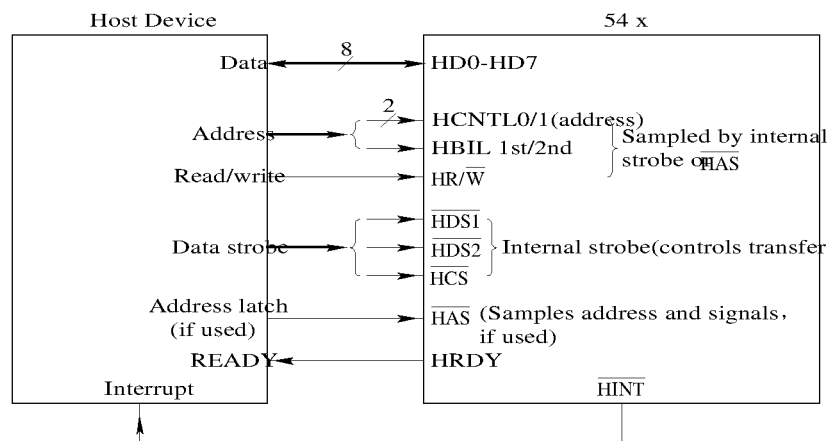 Host Device
54 x
Data
8
HD0-HD7
Address
2
HCNTL0/1(address)
HBIL 1st/2nd
Sampled by internal
strobe or HAS
Read/write
HR/W
Data strobe
HDS1
HDS2
HCS
Internal strobe(controls transfer
Address latch
(if used)
HAS (Samples address and signals,
if used)
READY
HRDY
Interrupt
HINT